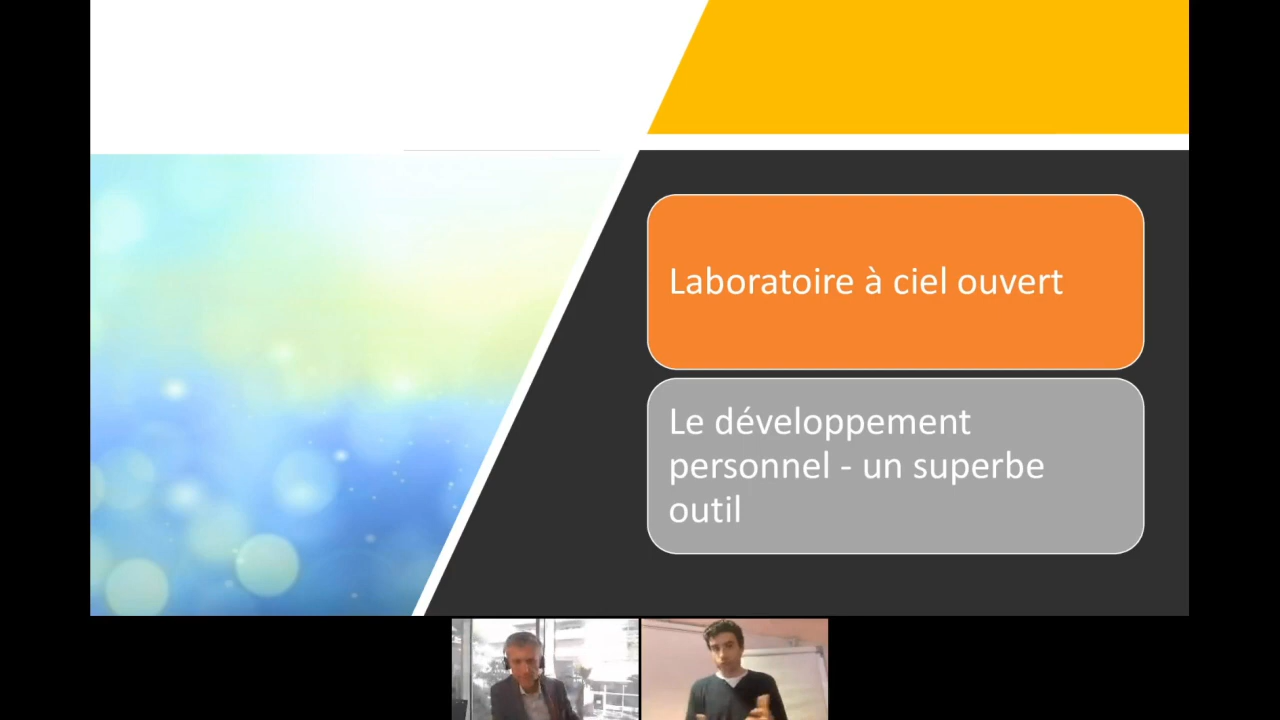 Laboratoire à ciel ouvert
Le développement
personnel - un superbe
outil